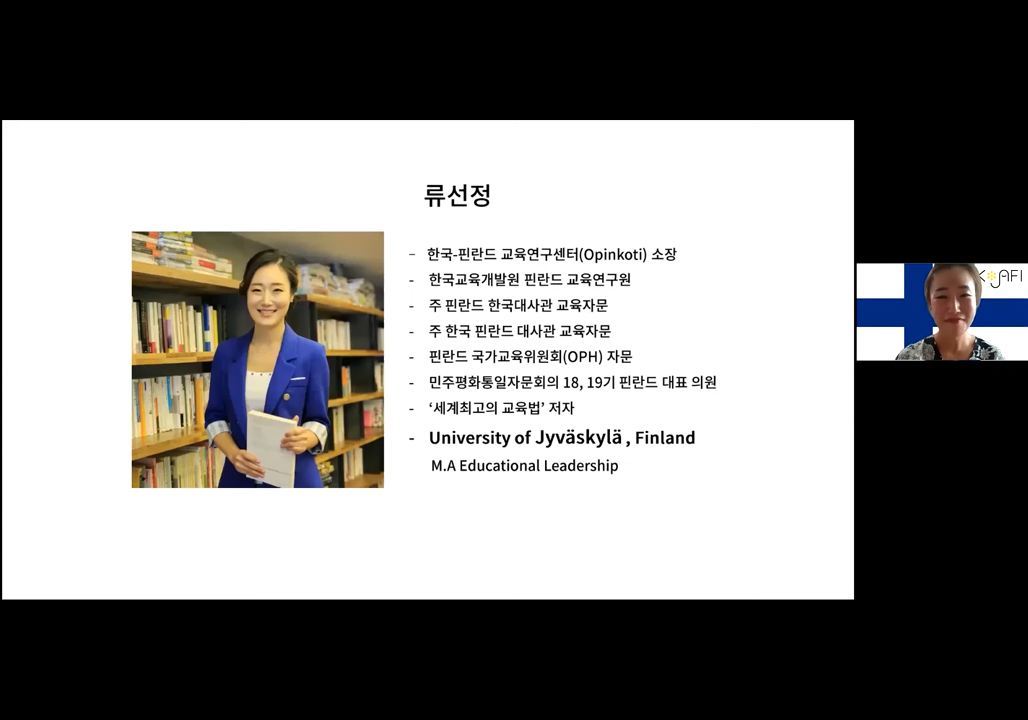 류선정
- 한국-핀란드 교육연구센터(Opinkoti) 소장
- 한국교육개발원 핀란드 교육연구원
- 주 핀란드 한국대사관 교육자문
- 주 한국 핀란드 대사관 교육자문
- 핀란드 국가교육위원회(OPH) 자문
- 민주평화통일자문회의 18, 19기 핀란드 대표 의원
- ‘세계최고의 교육법’ 저자
- University of Jyväskylä , Finland
M.A Educational Leadership